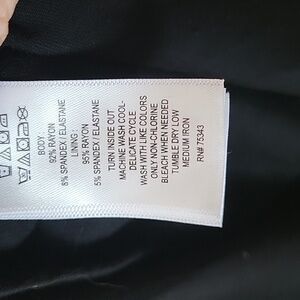 BODY
92% RAYON
8% SPANDEX / ELASTANE
LINING:
95% RAYON
5% SPANDEX / ELASTANE
TURN INSIDE OUT
MACHINE WASH COOL-
DELICATE CYCLE
WASH WITH LIKE COLORS
ONLY NON-CHLORINE
BLEACH WHEN NEEDED
TUMBLE DRY LOW
MEDIUM IRON
RN# 75343